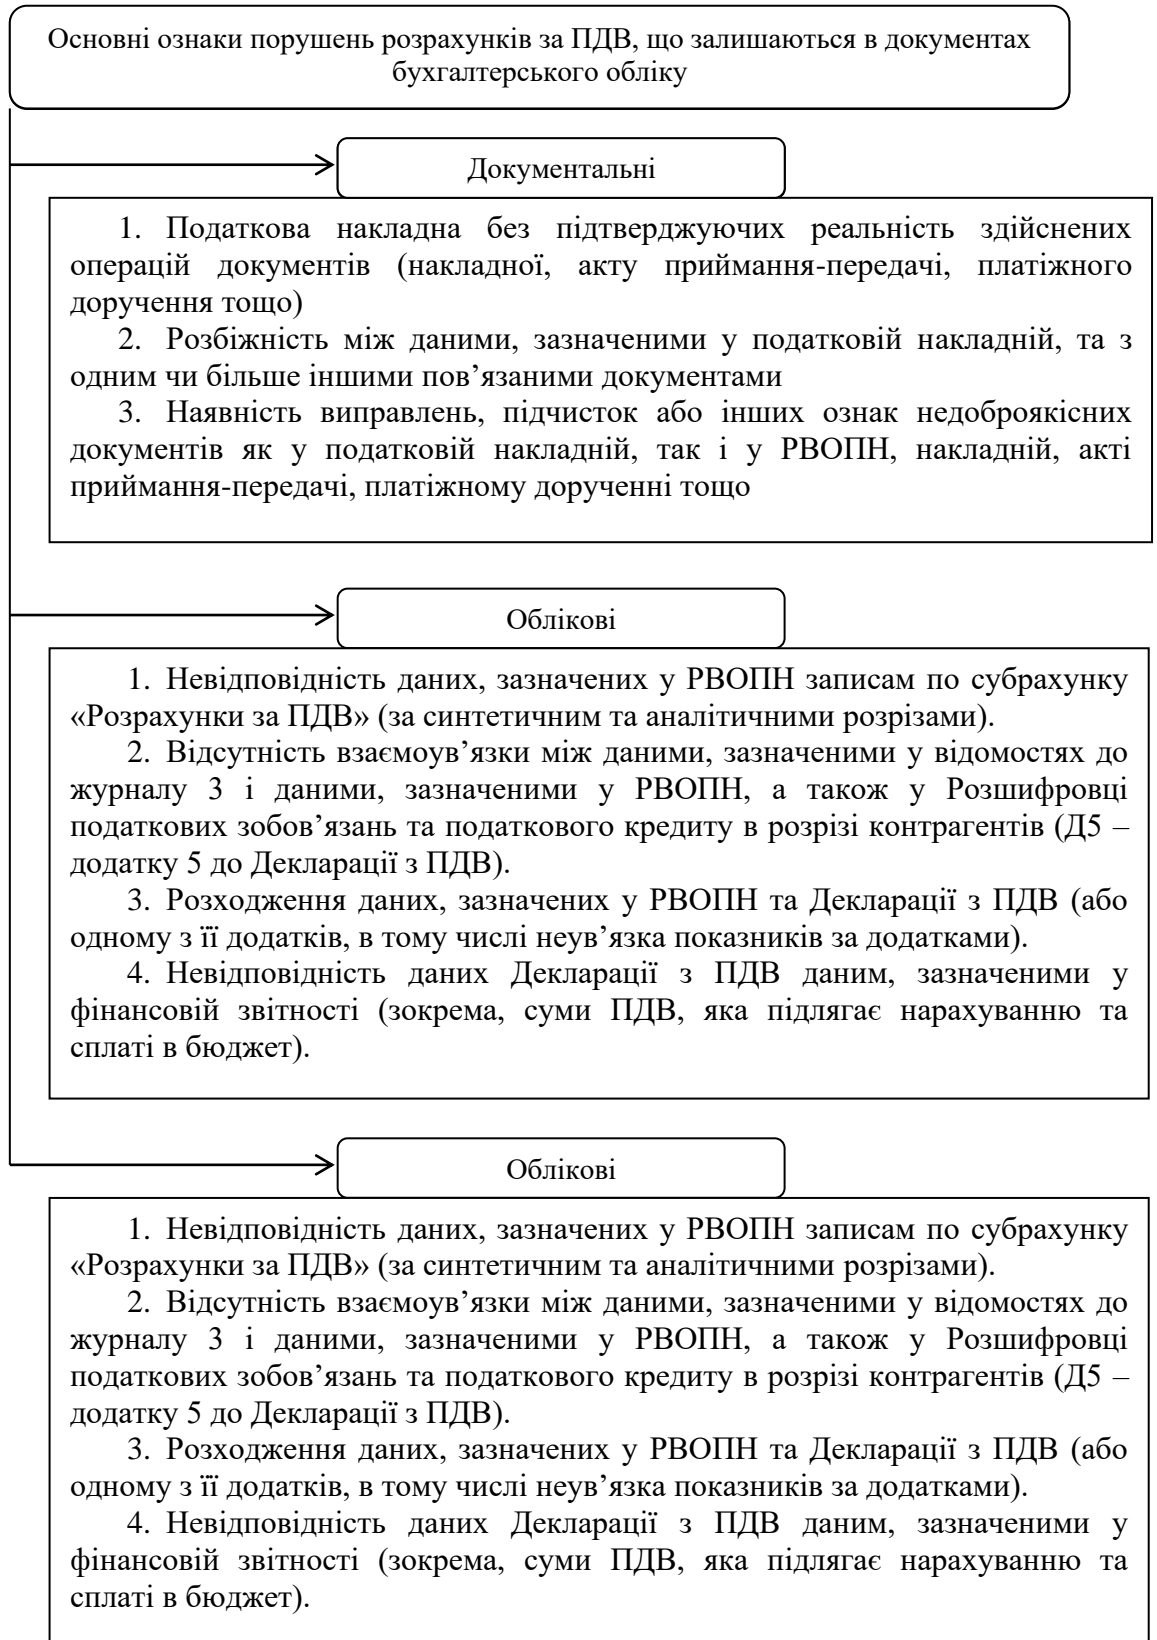 Основні ознаки порушень розрахунків за ПДВ, що залишаються в документах
бухгалтерського обліку
Документальні
1. Податкова накладна без підтверджуючих реальність здійснених
операцій документів (накладної, акту приймання-передачі, платіжного
доручення тощо)
2. Розбіжність між даними, зазначеними у податковій накладній, та з
одним чи більше іншими пов’язаними документами
3. Наявність виправлень, підчисток або інших ознак недоброякісних
документів як у податковій накладній, так і у РВОПН, накладній, акті
приймання-передачі, платіжному дорученні тощо
Облікові
1. Невідповідність даних, зазначених у РВОПН записам по субрахунку
«Розрахунки за ПДВ» (за синтетичним та аналітичними розрізами).
2. Відсутність взаємоув’язки між даними, зазначеними у відомостях до
журналу 3 і даними, зазначеними у РВОПН, а також у Розшифровці
податкових зобов’язань та податкового кредиту в розрізі контрагентів (Д5 –
додатку 5 до Декларації з ПДВ).
3. Розходження даних, зазначених у РВОПН та Декларації з ПДВ (або
одному з її додатків, в тому числі неув’язка показників за додатками).
4. Невідповідність даних Декларації з ПДВ даним, зазначеними у
фінансовій звітності (зокрема, суми ПДВ, яка підлягає нарахуванню та
сплаті в бюджет).
Облікові
1. Невідповідність даних, зазначених у РВОПН записам по субрахунку
«Розрахунки за ПДВ» (за синтетичним та аналітичними розрізами).
2. Відсутність взаємоув’язки між даними, зазначеними у відомостях до
журналу 3 і даними, зазначеними у РВОПН, а також у Розшифровці
податкових зобов’язань та податкового кредиту в розрізі контрагентів (Д5 –
додатку 5 до Декларації з ПДВ).
3. Розходження даних, зазначених у РВОПН та Декларації з ПДВ (або
одному з її додатків, в тому числі неув’язка показників за додатками).
4. Невідповідність даних Декларації з ПДВ даним, зазначеними у
фінансовій звітності (зокрема, суми ПДВ, яка підлягає нарахуванню та
сплаті в бюджет).